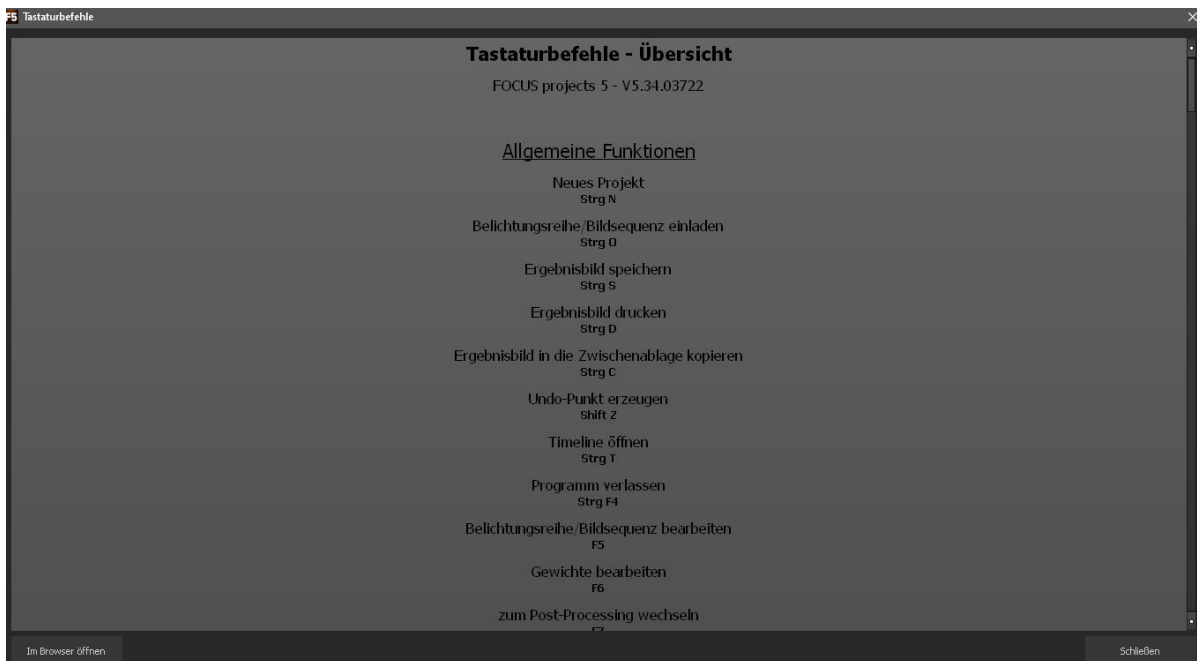 F5 Tastaturbefehle
Tastaturbefehle - Übersicht
FOCUS projects 5 - V5.34.03722
Allgemeine Funktionen
Neues Projekt
Strg N
Belichtungsreihe/Bildsequenz einladen
Strg O
Ergebnisbild speichern
Strg S
Ergebnisbild drucken
Strg D
Ergebnisbild in die Zwischenablage kopieren
Strg C
Undo-Punkt erzeugen
Shift Z
Timeline öffnen
Strg T
Programm verlassen
Strg F4
Belichtungsreihe/Bildsequenz bearbeiten
F5
Gewichte bearbeiten
F6
zum Post-Processing wechseln
Im Browser öffnen
Schließen